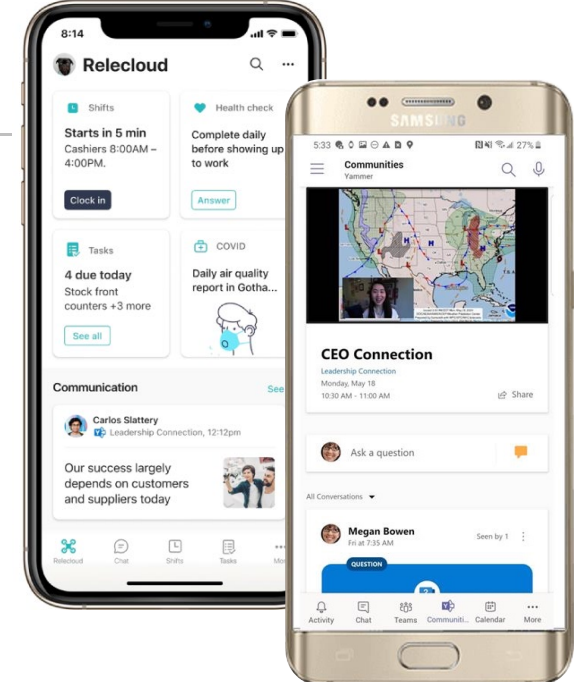 8:14
Relecloud
Shifts
Starts in 5 min
Cashiers 8:00AM –
4:00PM.
Clock in
Health check
Complete daily
before showing up
to work
Answer
Tasks
4 due today
Stock front
counters +3 more
See all
COVID
Daily air quality
report in Gotha...
Communication
See
Carlos Slattery
Leadership Connection, 12:12pm
Our success largely
depends on customers
and suppliers today
Relecloud
Chat
Shifts
Tasks
SAMSUNG
5:33
27%
Communities
Yammer
H
H
H
CEO Connection
Leadership Connection
Monday, May 18
10:30 AM - 11:00 AM
Share
Ask a question
All Conversations
Megan Bowen
Fri at 7:35 AM
Seen by 1
QUESTION
Activity
Chat
Teams
Communiti...
Calendar
More